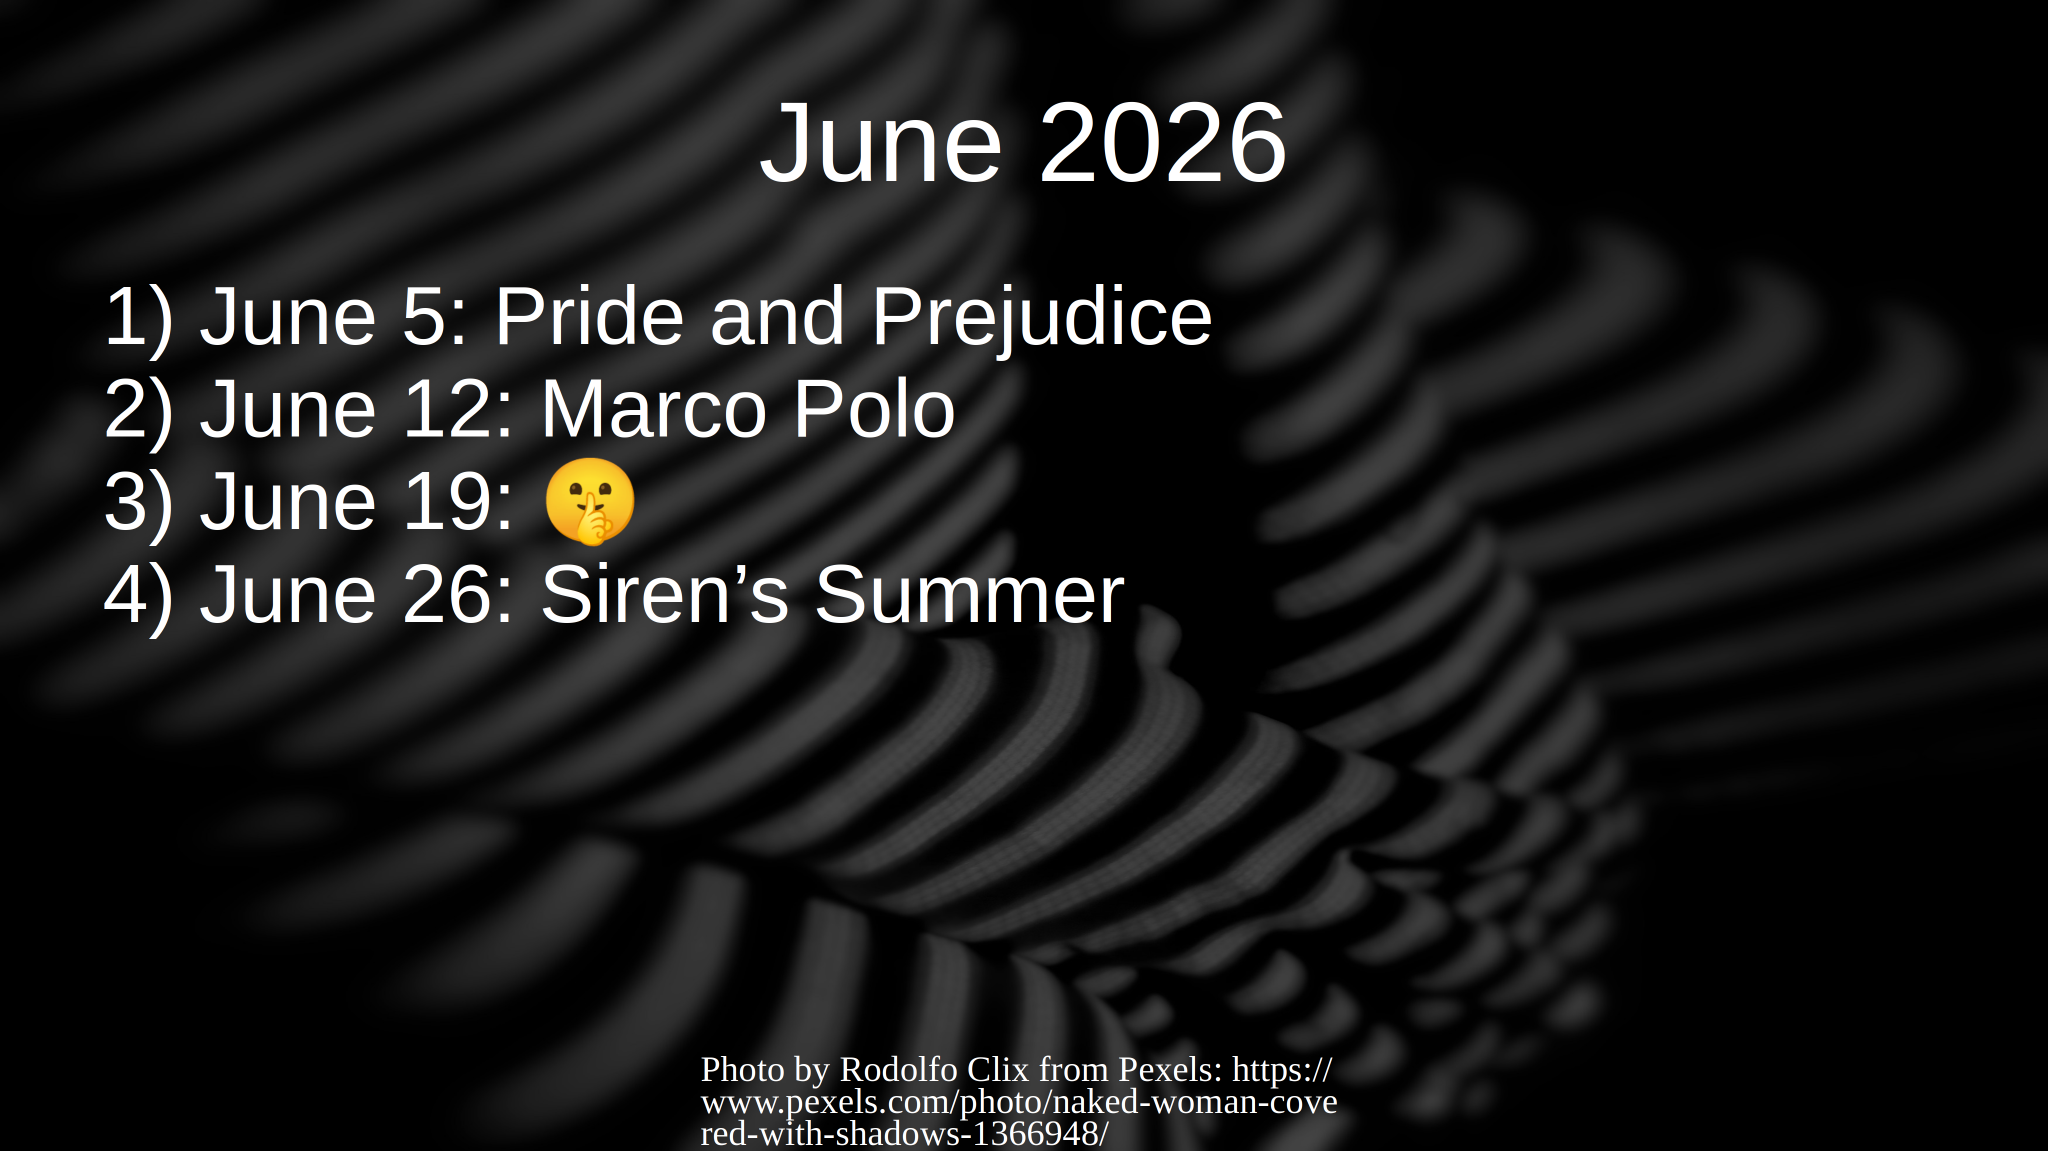 June 2026
1) June 5: Pride and Prejudice
2) June 12: Marco Polo
3) June 19: 🤫
4) June 26: Siren’s Summer
Photo by Rodolfo Clix from Pexels: https://
www.pexels.com/photo/naked-woman-cove
red-with-shadows-1366948/